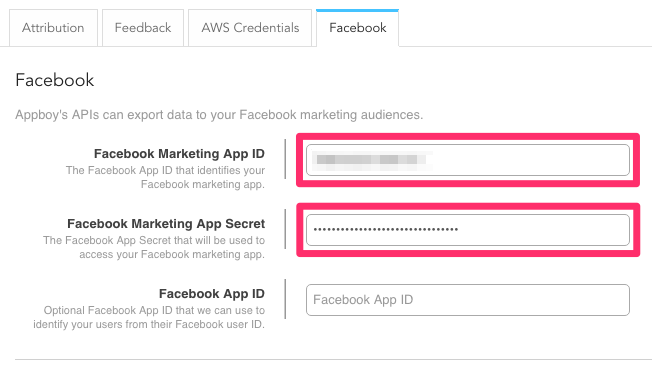 Attribution
Feedback
AWS Credentials
Facebook
Facebook
Appboy's APIs can export data to your Facebook marketing audiences.
Facebook Marketing App ID
The Facebook App ID that identifies your
Facebook marketing app.
Facebook Marketing App Secret
The Facebook App Secret that will be used to
access your Facebook marketing app.
Facebook App ID
Facebook App ID
Optional Facebook App ID that we can use to
identify your users from their Facebook user ID.